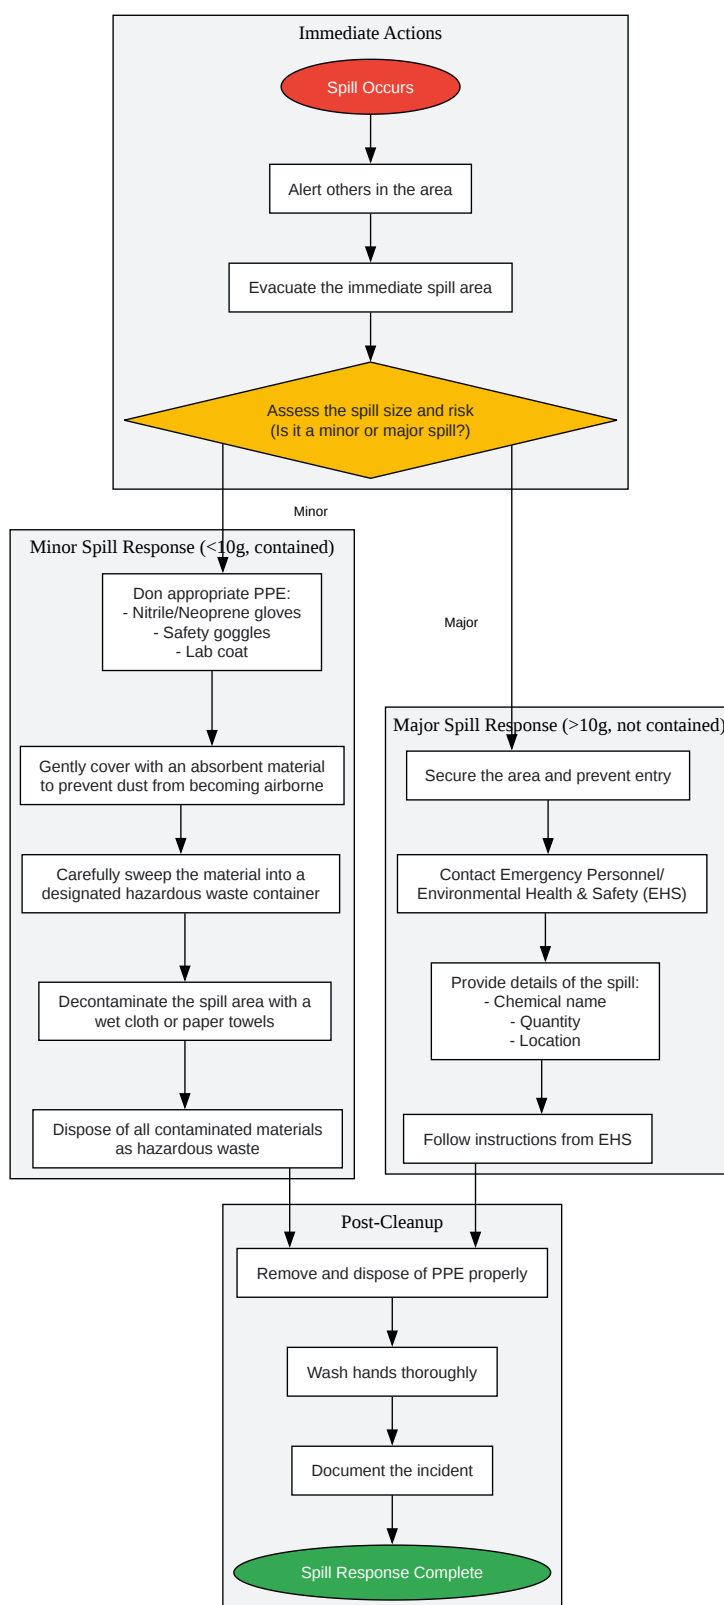 Immediate Actions
Spill Occurs
Alert others in the area
Evacuate the immediate spill area
Assess the spill size and risk
(Is it a minor or major spill?)
Minor
Minor Spill Response (<10g, contained)
Don appropriate PPE:
- Nitrile/Neoprene gloves
- Safety goggles
- Lab coat
Gently cover with an absorbent material
to prevent dust from becoming airborne
Carefully sweep the material into a
designated hazardous waste container
Decontaminate the spill area with a
wet cloth or paper towels
Dispose of all contaminated materials
as hazardous waste
Major
Major Spill Response (>10g, not contained)
Secure the area and prevent entry
Contact Emergency Personnel/
Environmental Health & Safety (EHS)
Provide details of the spill:
- Chemical name
- Quantity
- Location
Follow instructions from EHS
Post-Cleanup
Remove and dispose of PPE properly
Wash hands thoroughly
Document the incident
Spill Response Complete